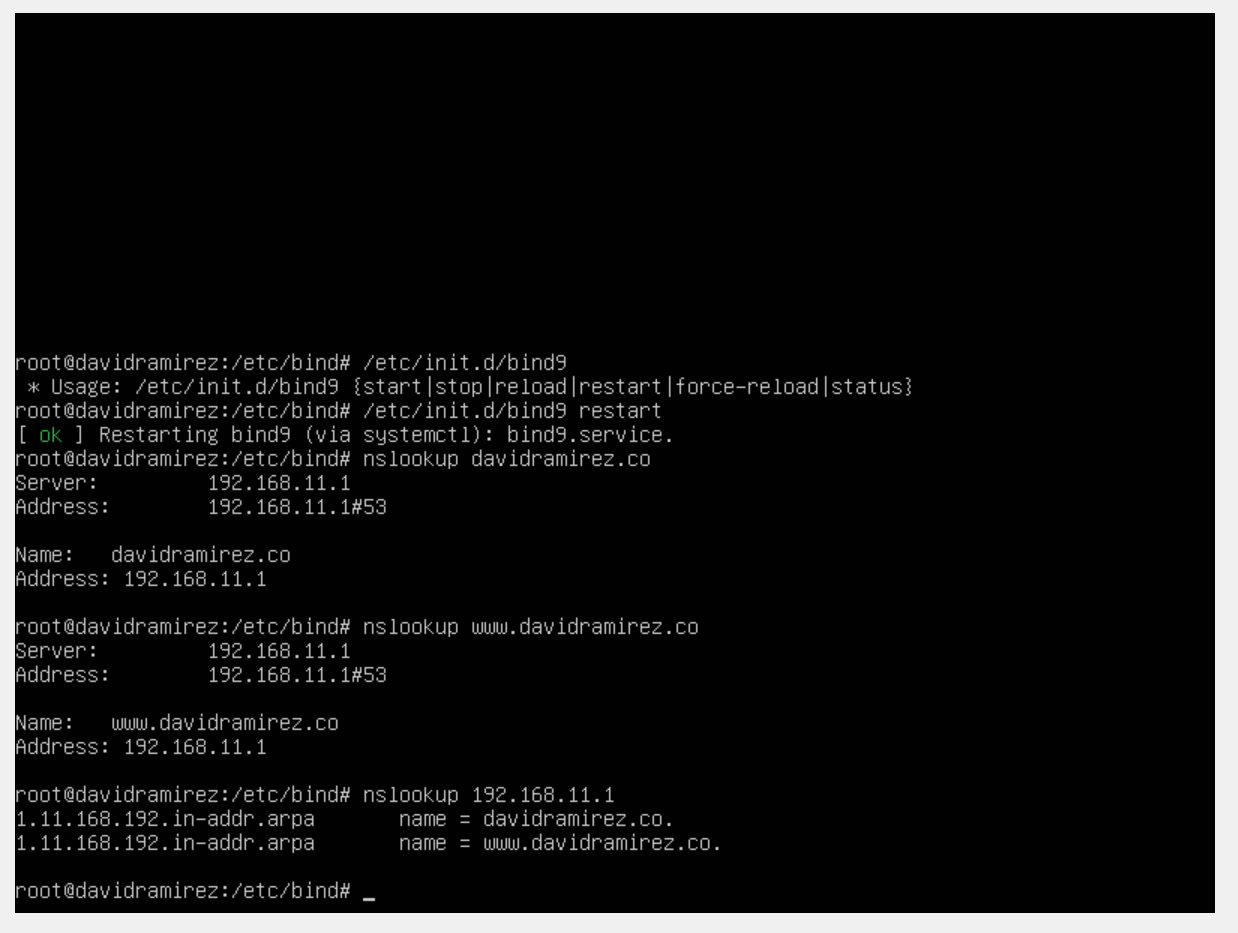 root@davidramirez:/etc/bind# /etc/init.d/bind9
 * Usage: /etc/init.d/bind9 {start|stop|reload|restart|force-reload|status}
root@davidramirez:/etc/bind# /etc/init.d/bind9 restart
[ ok ] Restarting bind9 (via systemctl): bind9.service.
root@davidramirez:/etc/bind# nslookup davidramirez.co
Server:         192.168.11.1
Address:        192.168.11.1#53

Name:   davidramirez.co
Address: 192.168.11.1

root@davidramirez:/etc/bind# nslookup www.davidramirez.co
Server:         192.168.11.1
Address:        192.168.11.1#53

Name:   www.davidramirez.co
Address: 192.168.11.1

root@davidramirez:/etc/bind# nslookup 192.168.11.1
1.11.168.192.in-addr.arpa       name = davidramirez.co.
1.11.168.192.in-addr.arpa       name = www.davidramirez.co.

root@davidramirez:/etc/bind# _